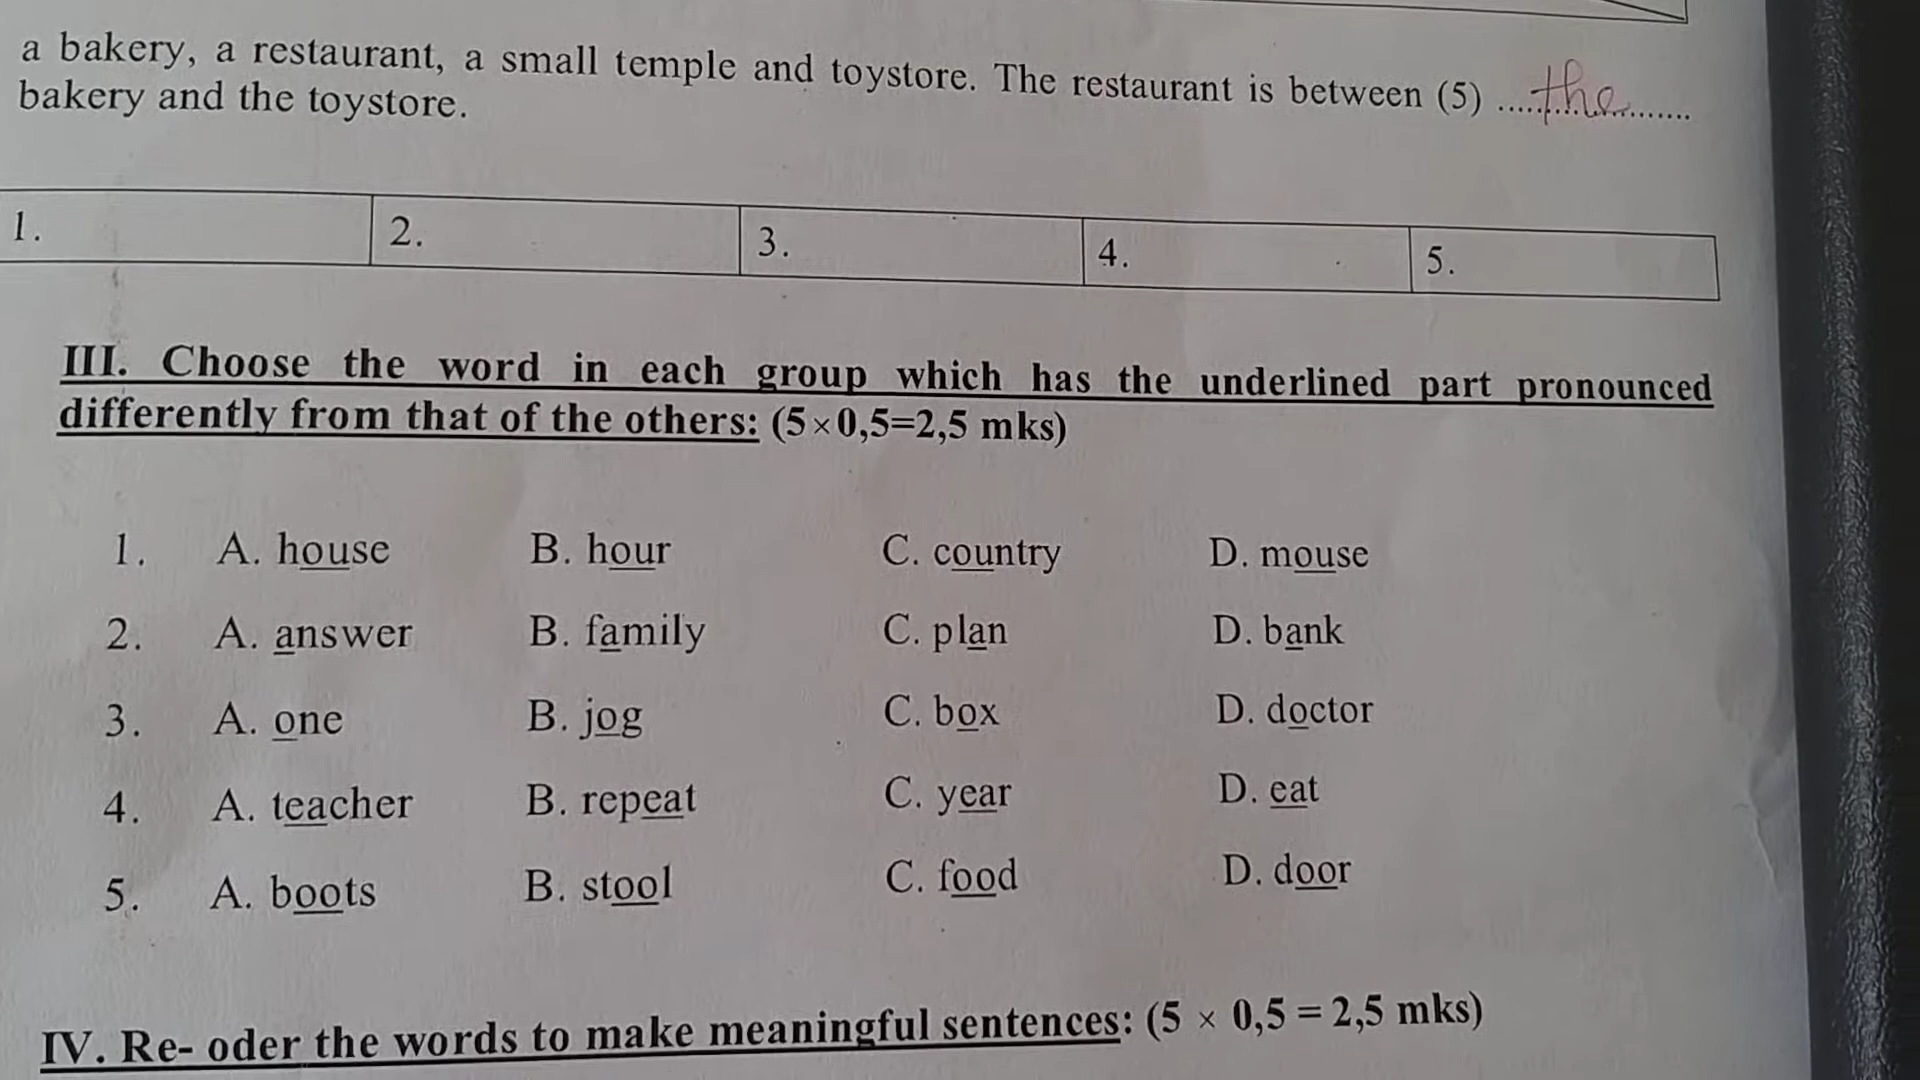 a bakery, a restaurant, a small temple and toystore. The restaurant is between (5) .....the.......
bakery and the toystore.
1. 2. 3. 4. 5.
III. Choose the word in each group which has the underlined part pronounced
differently from that of the others: (5×0,5=2,5 mks)
1. A. house B. hour C. country D. mouse
2. A. answer B. family C. plan D. bank
3. A. one B. jog C. box D. doctor
4. A. teacher B. repeat C. year D. eat
5. A. boots B. stool C. food D. door
IV. Re- oder the words to make meaningful sentences: (5 × 0,5 = 2,5 mks)